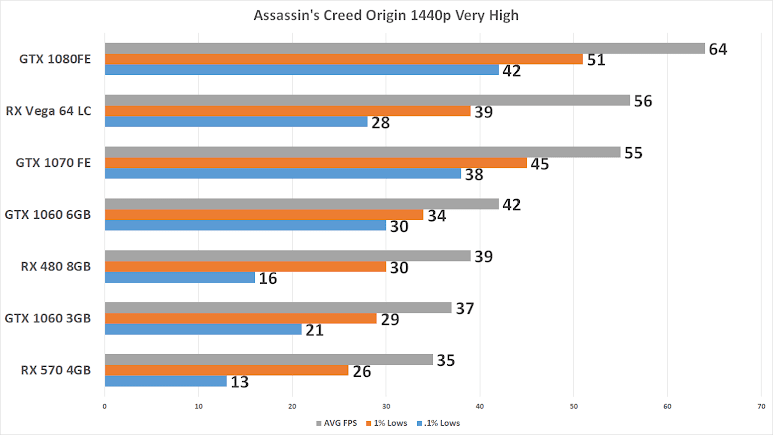 Assassin's Creed Origin 1440p Very High
GTX 1080FE
64
51
42
RX Vega 64 LC
56
39
28
GTX 1070 FE
55
45
38
GTX 1060 6GB
42
34
30
RX 480 8GB
39
30
16
GTX 1060 3GB
37
29
21
RX 570 4GB
35
26
13
0 10 20 30 40 50 60 70
AVG FPS 1% Lows .1% Lows